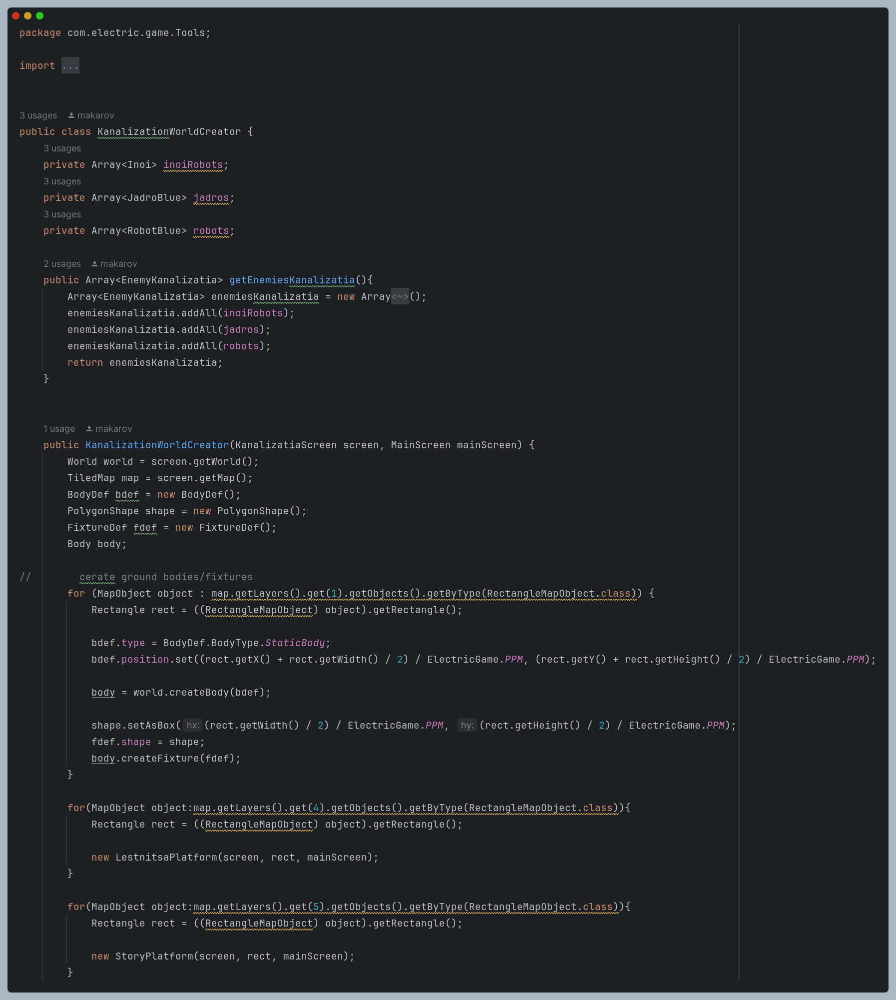 package com.electric.game.Tools;
import ...
3 usages makarov
public class KanalizationWorldCreator {
3 usages
private Array<Inoi> inoiRobots;
3 usages
private Array<JadroBlue> jadros;
3 usages
private Array<RobotBlue> robots;
2 usages makarov
public Array<EnemyKanalizatia> getEnemiesKanalizatia(){
Array<EnemyKanalizatia> enemiesKanalizatia = new Array<~>();
enemiesKanalizatia.addAll(inoiRobots);
enemiesKanalizatia.addAll(jadros);
enemiesKanalizatia.addAll(robots);
return enemiesKanalizatia;
}
1 usage makarov
public KanalizationWorldCreator(KanalizatiaScreen screen, MainScreen mainScreen) {
World world = screen.getWorld();
TiledMap map = screen.getMap();
BodyDef bdef = new BodyDef();
PolygonShape shape = new PolygonShape();
FixtureDef fdef = new FixtureDef();
Body body;
// cerate ground bodies/fixtures
for (MapObject object : map.getLayers().get(1).getObjects().getByType(RectangleMapObject.class)) {
Rectangle rect = ((RectangleMapObject) object).getRectangle();
bdef.type = BodyDef.BodyType.StaticBody;
bdef.position.set((rect.getX() + rect.getWidth() / 2) / ElectricGame.PPM, (rect.getY() + rect.getHeight() / 2) / ElectricGame.PPM);
body = world.createBody(bdef);
shape.setAsBox( hx: (rect.getWidth() / 2) / ElectricGame.PPM, hy: (rect.getHeight() / 2) / ElectricGame.PPM);
fdef.shape = shape;
body.createFixture(fdef);
}
for(MapObject object:map.getLayers().get(4).getObjects().getByType(RectangleMapObject.class)){
Rectangle rect = ((RectangleMapObject) object).getRectangle();
new LestnitsaPlatform(screen, rect, mainScreen);
}
for(MapObject object:map.getLayers().get(5).getObjects().getByType(RectangleMapObject.class)){
Rectangle rect = ((RectangleMapObject) object).getRectangle();
new StoryPlatform(screen, rect, mainScreen);
}